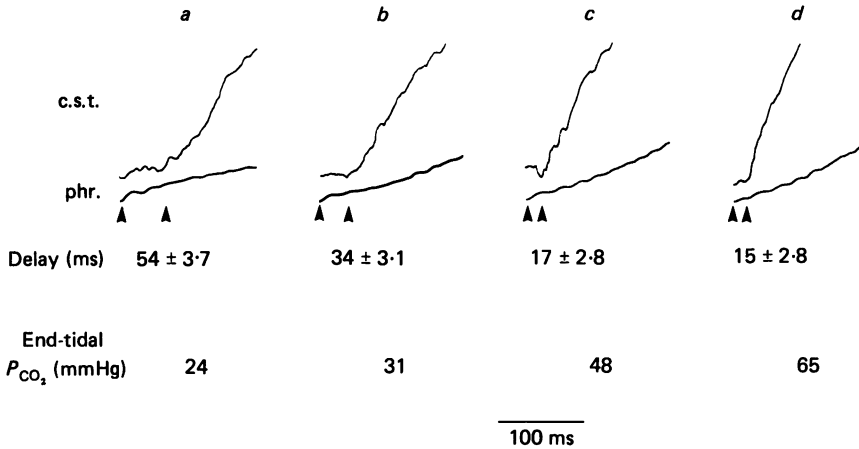 a b c d
c.s.t.
phr.
Delay (ms) 54 ± 3·7 34 ± 3·1 17 ± 2·8 15 ± 2·8
End-tidal
P_CO₂ (mmHg) 24 31 48 65
100 ms